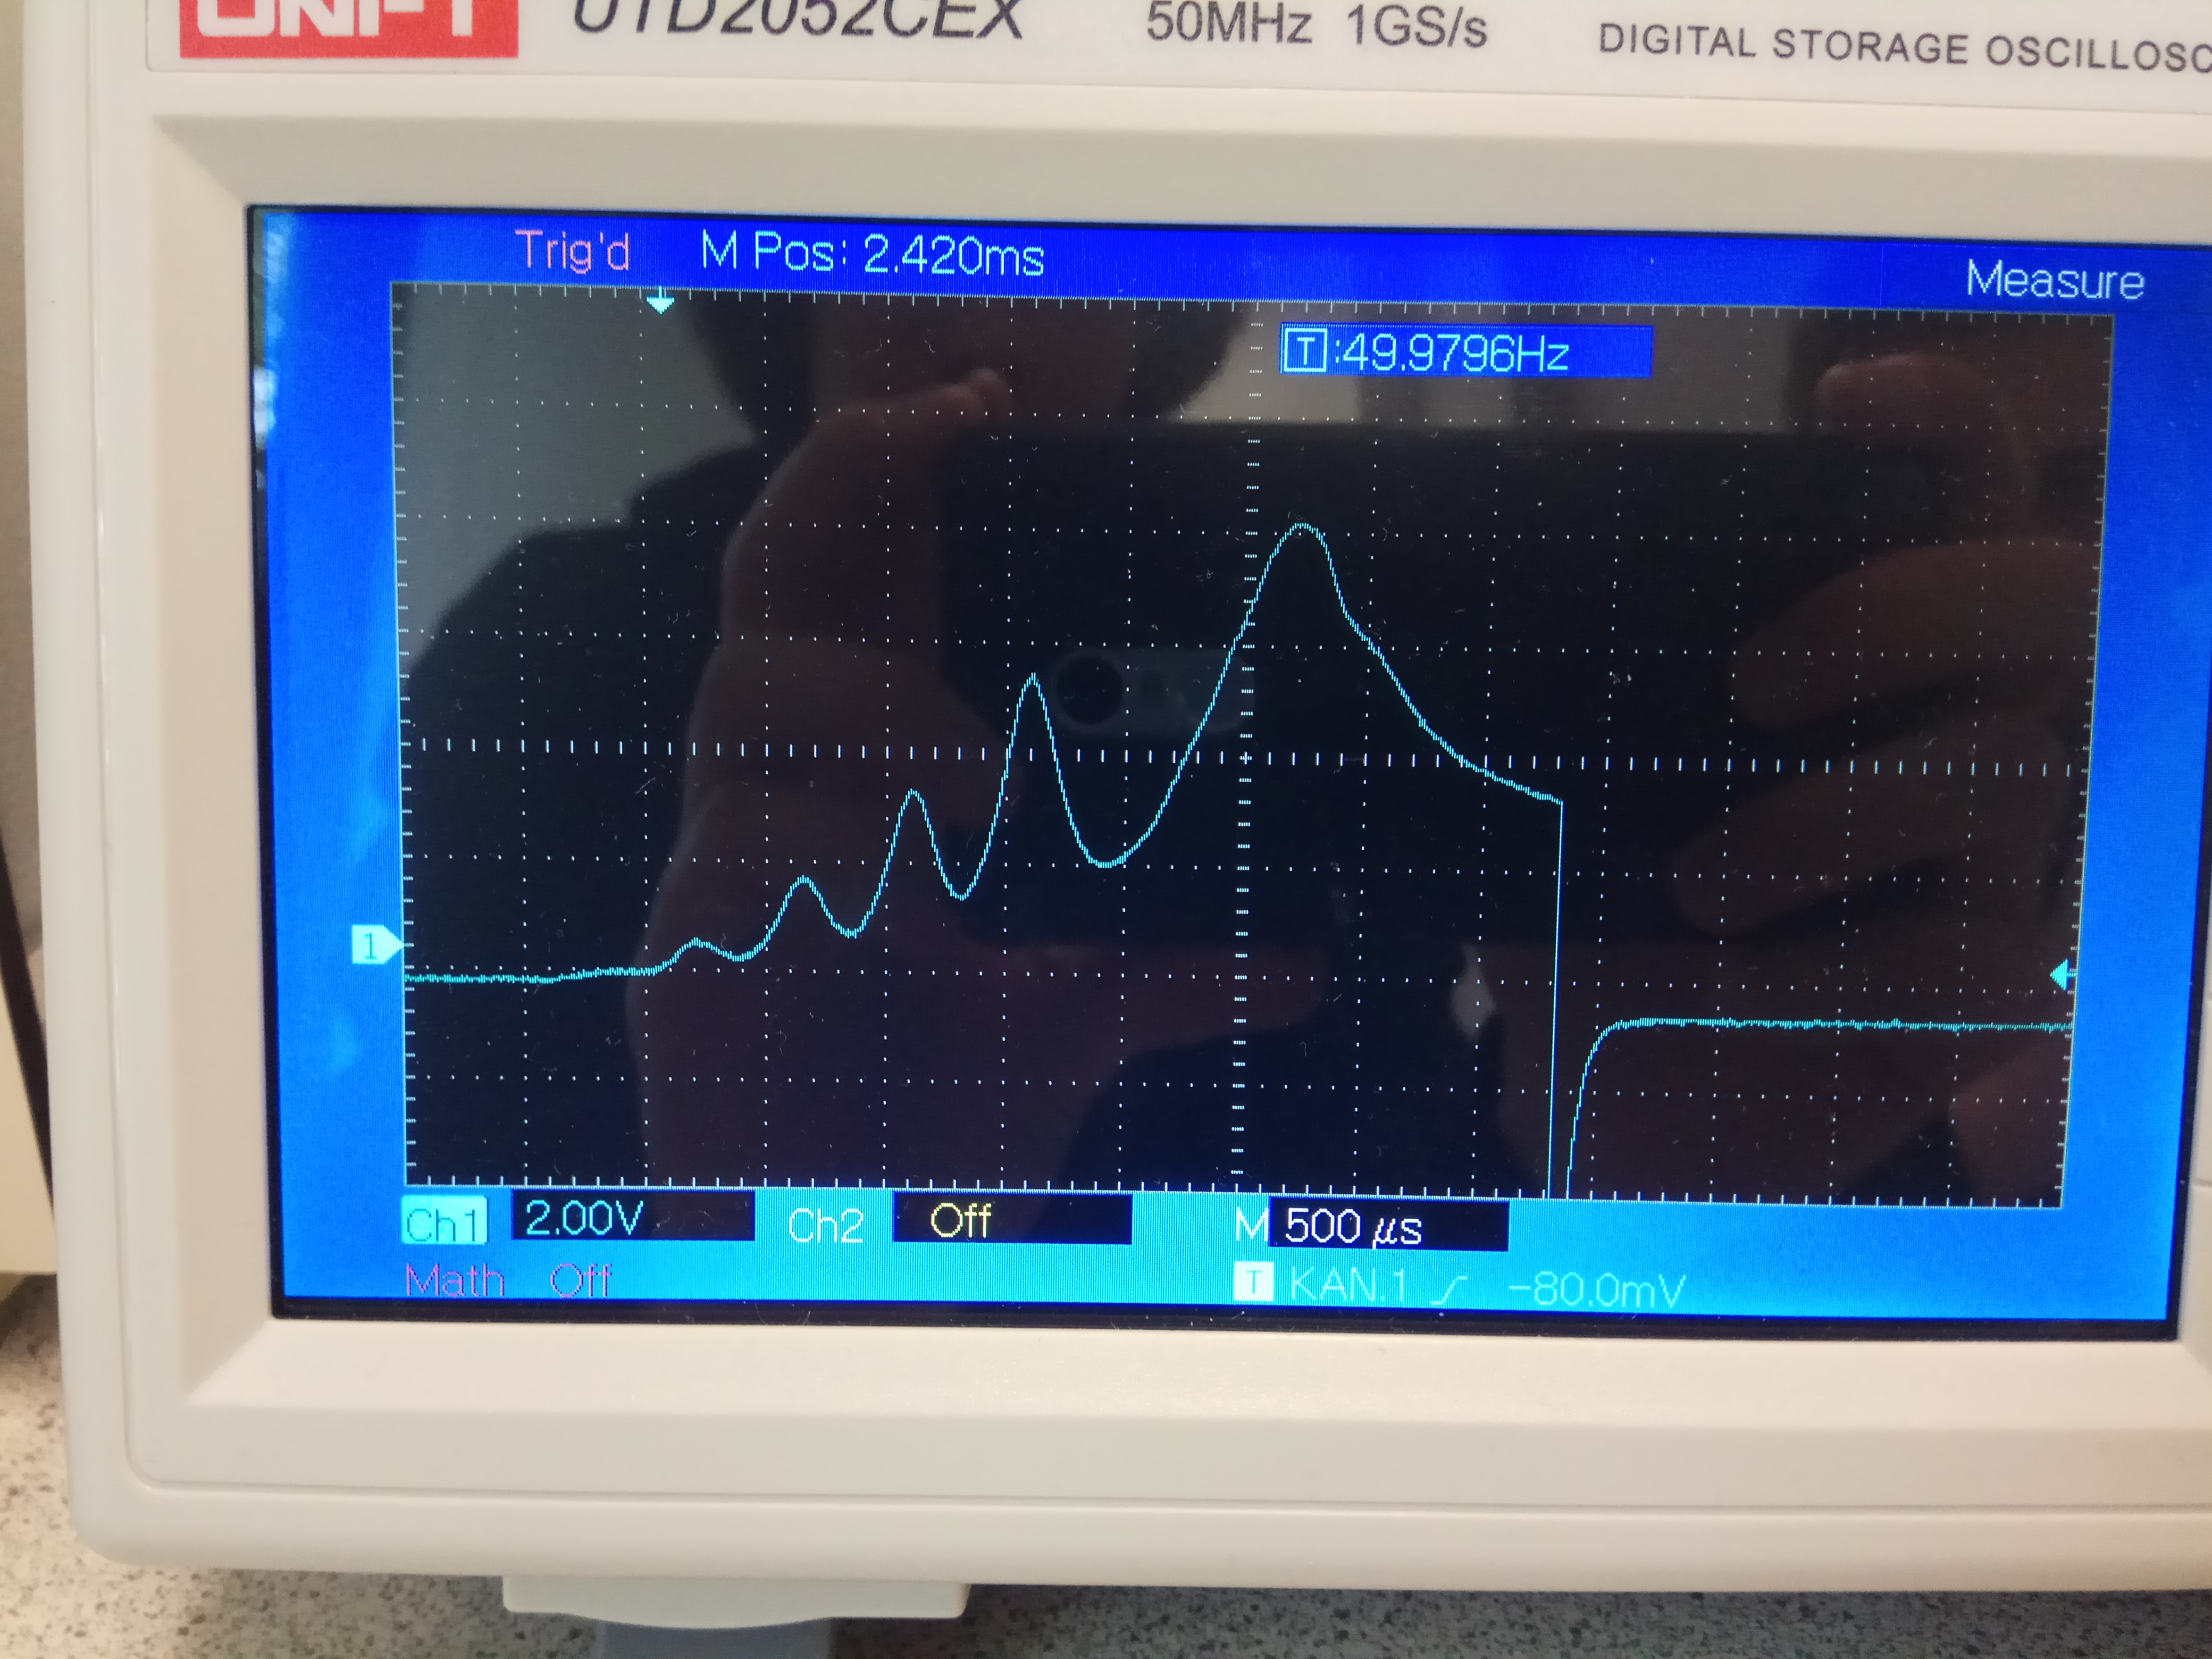 UNI-T UTD2052CEX 50MHz 1GS/s DIGITAL STORAGE OSCILLOSC
Trig'd M Pos: 2.420ms Measure
T :49.9796Hz
1
Ch1 2.00V Ch2 Off M 500 μs
Math Off T KAN.1 -80.0mV